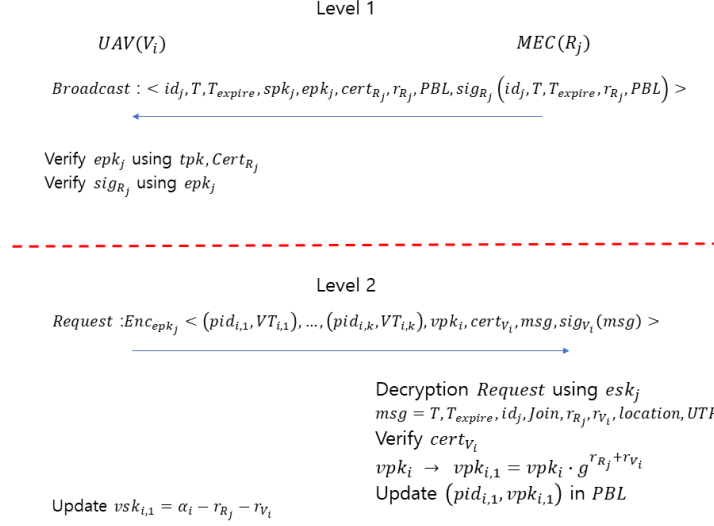 Level 1
UAV(V_i) MEC(R_j)
Broadcast : < id_j, T, T_expire, spk_j, epk_j, cert_{R_j}, r_{R_j}, PBL, sig_{R_j} (id_j, T, T_expire, r_{R_j}, PBL) >
Verify epk_j using tpk, Cert_{R_j}
Verify sig_{R_j} using epk_j
Level 2
Request :Enc_{epk_j} < (pid_{i,1}, VT_{i,1}), ..., (pid_{i,k}, VT_{i,k}), vpk_i, cert_{V_i}, msg, sig_{V_i}(msg) >
Decryption Request using esk_j
msg = T, T_expire, id_j, Join, r_{R_j}, r_{V_i}, location, UTP
Verify cert_{V_i}
vpk_i → vpk_{i,1} = vpk_i · g^{r_{R_j}+r_{V_i}}
Update (pid_{i,1}, vpk_{i,1}) in PBL
Update vsk_{i,1} = α_i − r_{R_j} − r_{V_i}